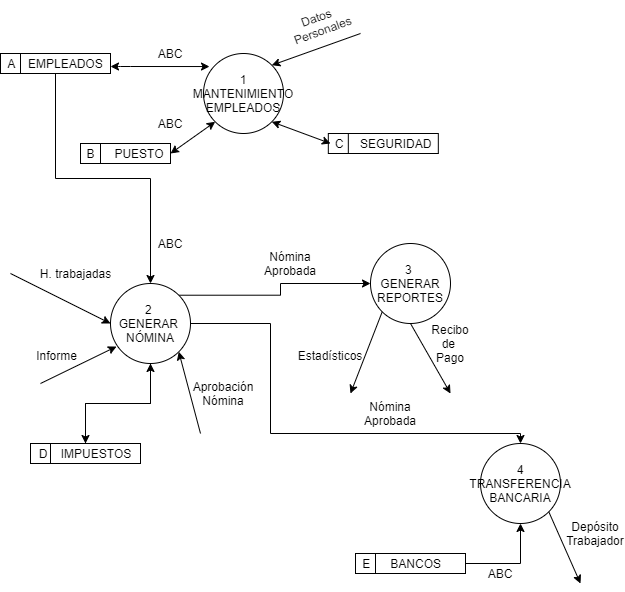 Datos
Personales
A EMPLEADOS
ABC
1
MANTENIMIENTO
EMPLEADOS
ABC
B PUESTO
C SEGURIDAD
ABC
H. trabajadas
Nómina
Aprobada
3
GENERAR
REPORTES
2
GENERAR
NÓMINA
Informe
Estadísticos
Recibo
de
Pago
Aprobación
Nómina
Nómina
Aprobada
D IMPUESTOS
4
TRANSFERENCIA
BANCARIA
Depósito
Trabajador
E BANCOS
ABC